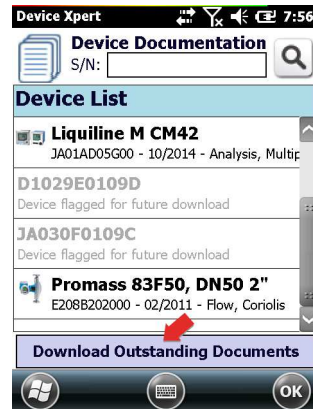 Device Xpert 7:56
Device Documentation
S/N:
Device List
Liquiline M CM42
JA01AD05G00 - 10/2014 - Analysis, Multip
D1029E0109D
Device flagged for future download
JA030F0109C
Device flagged for future download
Promass 83F50, DN50 2"
E208B202000 - 02/2011 - Flow, Coriolis
Download Outstanding Documents
OK